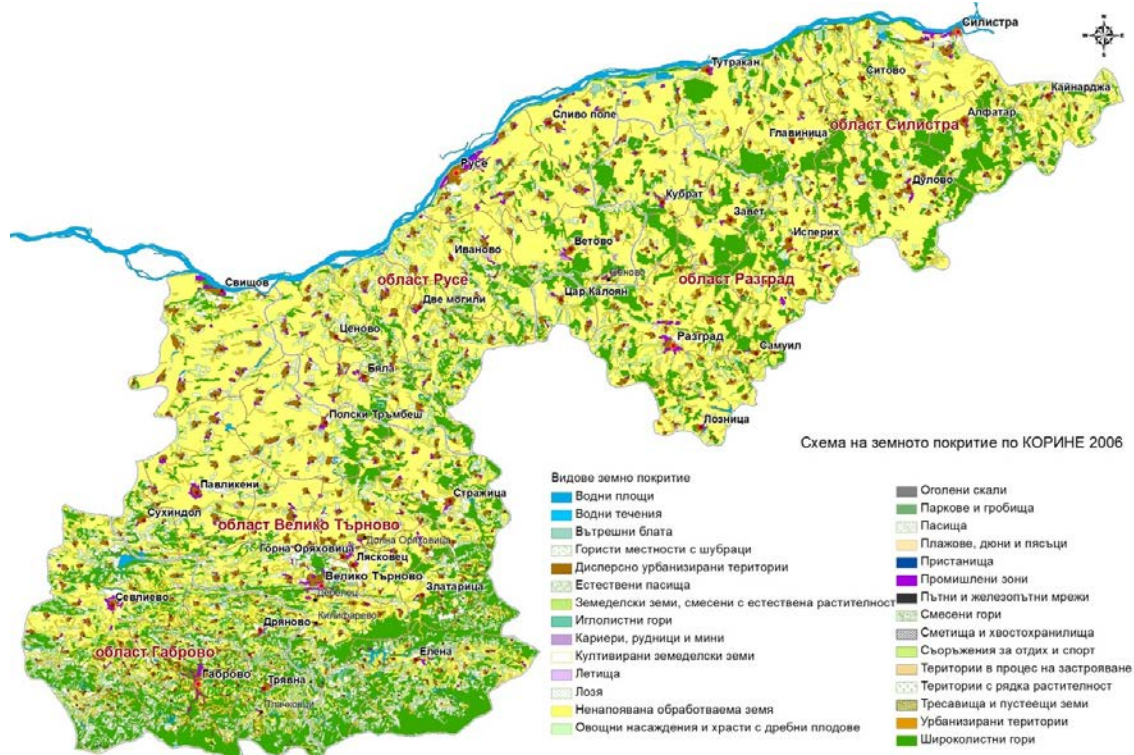 Силистра
N
W E
S
Тутракан
Ситово
Кайнарджа
Сливо поле
Алфатар
Главиница
област Силистра
Русе
Дулово
Кубрат
Завет
Исперих
Иваново
Ветово
Сеново
област Русе
област Разград
Свищов
Цар Калоян
Две могили
Ценово
Разград
Самуил
Бяла
Лозница
Полски Тръмбеш
Схема на земното покритие по КОРИНЕ 2006
Павликени
Стражица
Сухиндол
област Велико Търново
Долна Оряховица
Горна Оряховица
Лясковец
Велико Търново
Златарица
Дебелец
Севлиево
Килифарево
Дряново
област Габрово
Елена
Габрово
Трявна
Плачковци
Видове земно покритие
Водни площи
Водни течения
Вътрешни блата
Гористи местности с шубраци
Дисперсно урбанизирани територии
Естествени пасища
Земеделски земи, смесени с естествена растителност
Иглолистни гори
Кариери, рудници и мини
Култивирани земеделски земи
Летища
Лозя
Ненапоявана обработваема земя
Овощни насаждения и храсти с дребни плодове
Оголени скали
Паркове и гробища
Пасища
Плажове, дюни и пясъци
Пристанища
Промишлени зони
Пътни и железопътни мрежи
Смесени гори
Сметища и хвостохранилища
Съоръжения за отдих и спорт
Територии в процес на застрояване
Територии с рядка растителност
Тресавища и пустеещи земи
Урбанизирани територии
Широколистни гори